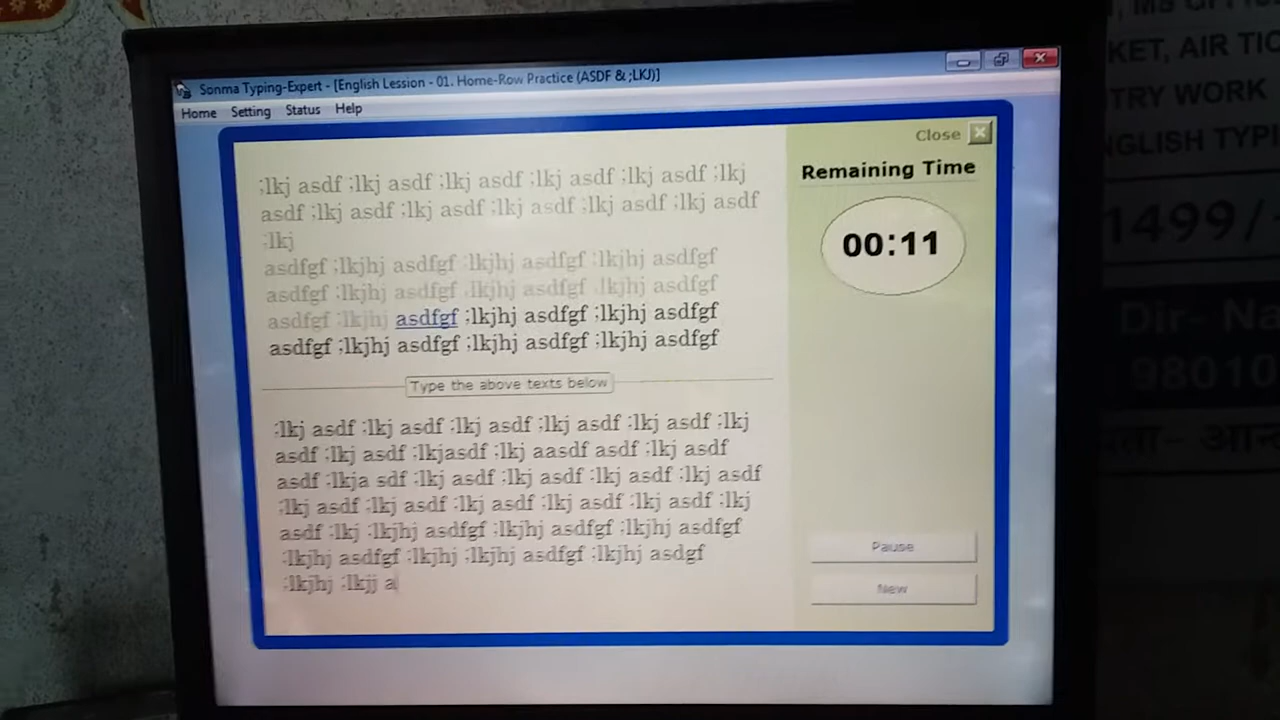 Sonma Typing-Expert - [English Lession - 01. Home-Row Practice (ASDF & ;LKJ)]
Home Setting Status Help
Close
Remaining Time
00:11
;lkj asdf ;lkj asdf ;lkj asdf ;lkj asdf ;lkj asdf ;lkj
asdf ;lkj asdf ;lkj asdf ;lkj asdf ;lkj asdf ;lkj asdf
;lkj
asdfgf ;lkjhj asdfgf ;lkjhj asdfgf ;lkjhj asdfgf
asdfgf ;lkjhj asdfgf ;lkjhj asdfgf ;lkjhj asdfgf
asdfgf ;lkjhj asdfgf ;lkjhj asdfgf ;lkjhj asdfgf
asdfgf ;lkjhj asdfgf ;lkjhj asdfgf ;lkjhj asdfgf
Type the above texts below
;lkj asdf ;lkj asdf ;lkj asdf ;lkj asdf ;lkj asdf ;lkj
asdf ;lkj asdf ;lkjasdf ;lkj aasdf asdf ;lkj asdf
asdf ;lkja sdf ;lkj asdf ;lkj asdf ;lkj asdf ;lkj asdf
;lkj asdf ;lkj asdf ;lkj asdf ;lkj asdf ;lkj asdf ;lkj
asdf ;lkj ;lkjhj asdfgf ;lkjhj asdfgf ;lkjhj asdfgf
;lkjhj asdfgf ;lkjhj ;lkjhj asdfgf ;lkjhj asdgf
;lkjhj ;lkjj a
Pause
New
KET, AIR TIC
TRY WORK
NGLISH TYP
1499/
Dir- Na
98010